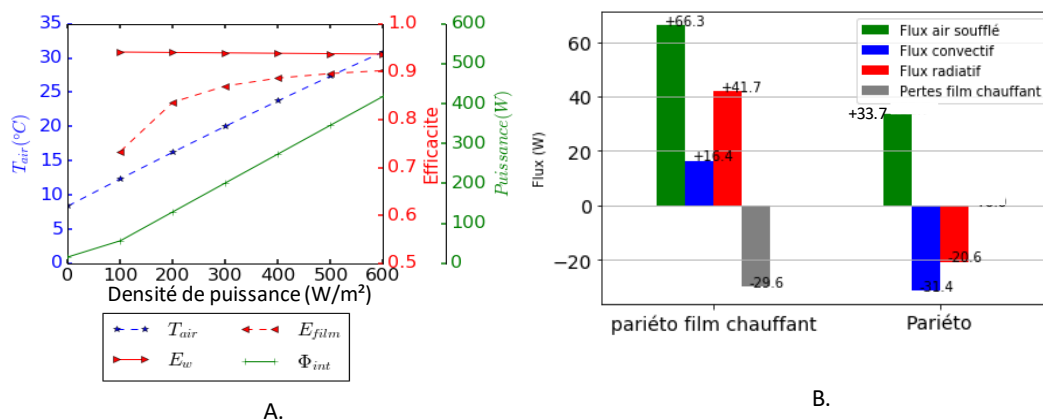 35
30
25
20
15
10
5
0
T_air(°C)
1.0
0.9
0.8
0.7
0.6
0.5
Efficacite
600
500
400
300
200
100
0
Puissance(W)
0 100 200 300 400 500 600
Densité de puissance (W/m²)
T_air E_film
E_w Φ_int
A.
60
40
20
0
−20
Flux (W)
+66.3
+16.4
+41.7
-29.6
+33.7
-31.4
-20.6
Flux air soufflé
Flux convectif
Flux radiatif
Pertes film chauffant
pariéto film chauffant Pariéto
B.